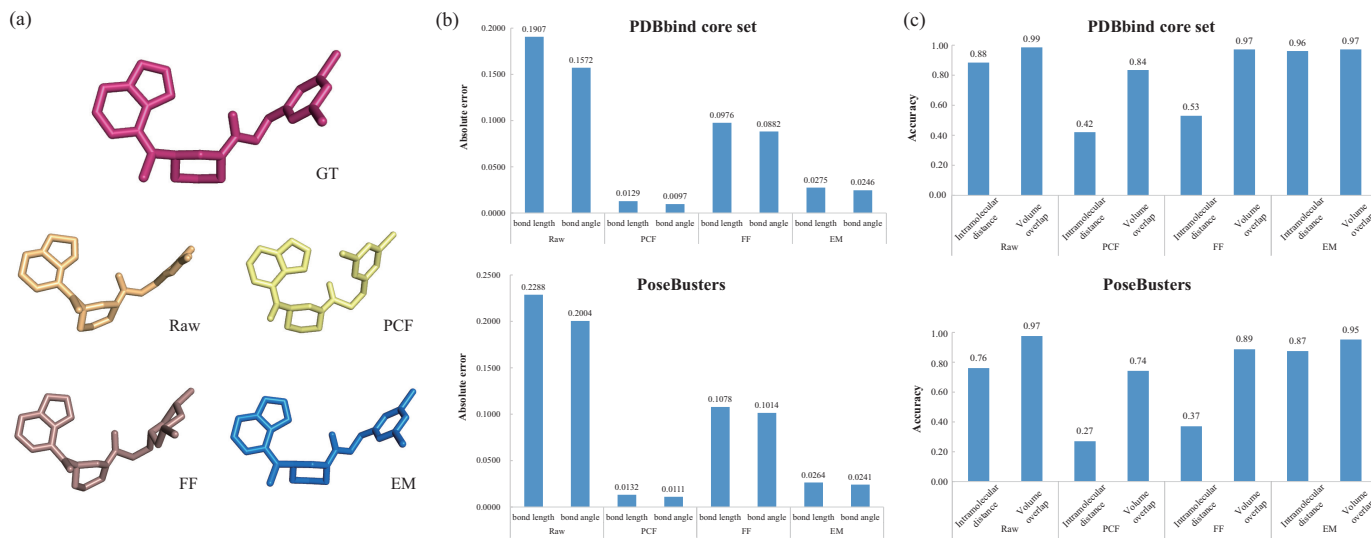 (a)
GT
Raw
PCF
FF
EM
(b)
PDBbind core set
Absolute error
0.2000
0.1500
0.1000
0.0500
0.0000
0.1907
0.1572
0.0129
0.0097
0.0976
0.0882
0.0275
0.0246
bond length bond angle bond length bond angle bond length bond angle bond length bond angle
Raw PCF FF EM
PoseBusters
Absolute error
0.2500
0.2000
0.1500
0.1000
0.0500
0.0000
0.2288
0.2004
0.0132
0.0111
0.1078
0.1014
0.0264
0.0241
bond length bond angle bond length bond angle bond length bond angle bond length bond angle
Raw PCF FF EM
(c)
PDBbind core set
Accuracy
1.00
0.80
0.60
0.40
0.20
0.00
0.88
0.99
0.42
0.84
0.53
0.97
0.96
0.97
Intramolecular
distance
Volume
overlap
Intramolecular
distance
Volume
overlap
Intramolecular
distance
Volume
overlap
Intramolecular
distance
Volume
overlap
Raw PCF FF EM
PoseBusters
Accuracy
1.00
0.80
0.60
0.40
0.20
0.00
0.76
0.97
0.27
0.74
0.37
0.89
0.87
0.95
Intramolecular
distance
Volume
overlap
Intramolecular
distance
Volume
overlap
Intramolecular
distance
Volume
overlap
Intramolecular
distance
Volume
overlap
Raw PCF FF EM